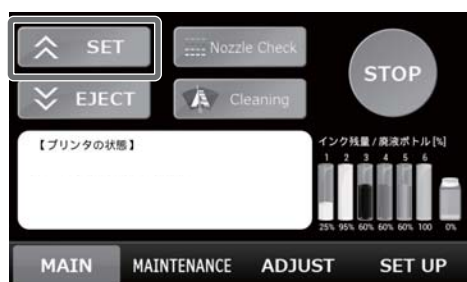 SET
Nozzle Check
STOP
EJECT
Cleaning
【プリンタの状態】
インク残量 / 廃液ボトル [%]
1 2 3 4 5 6
25% 95% 60% 60% 60% 100 0%
MAIN MAINTENANCE ADJUST SET UP